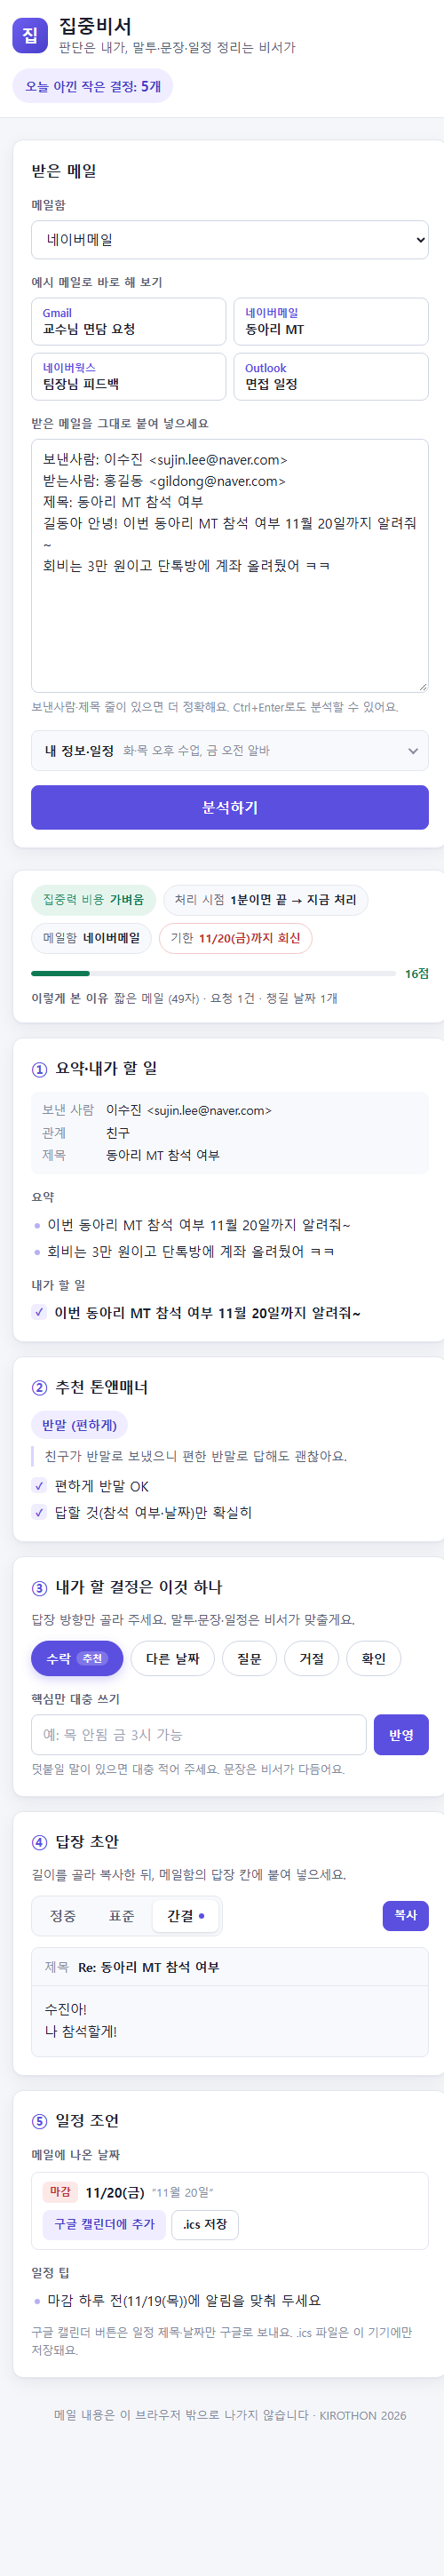 집
집중비서
판단은 내가, 말투·문장·일정 정리는 비서가
오늘 아낀 작은 결정: 5개
받은 메일
메일함
네이버메일
예시 메일로 바로 해 보기
Gmail
교수님 면담 요청
네이버메일
동아리 MT
네이버웍스
팀장님 피드백
Outlook
면접 일정
받은 메일을 그대로 붙여 넣으세요
보낸사람: 이수진 <sujin.lee@naver.com>
받는사람: 홍길동 <gildong@naver.com>
제목: 동아리 MT 참석 여부
길동아 안녕! 이번 동아리 MT 참석 여부 11월 20일까지 알려줘
~
회비는 3만 원이고 단톡방에 계좌 올려뒀어 ㅋㅋ
보낸사람·제목 줄이 있으면 더 정확해요. Ctrl+Enter로도 분석할 수 있어요.
내 정보·일정 화·목 오후 수업, 금 오전 알바
분석하기
집중력 비용 가벼움
처리 시점 1분이면 끝 → 지금 처리
메일함 네이버메일
기한 11/20(금)까지 회신
16점
이렇게 본 이유 짧은 메일 (49자) · 요청 1건 · 챙길 날짜 1개
① 요약·내가 할 일
보낸 사람 이수진 <sujin.lee@naver.com>
관계 친구
제목 동아리 MT 참석 여부
요약
이번 동아리 MT 참석 여부 11월 20일까지 알려줘~
회비는 3만 원이고 단톡방에 계좌 올려뒀어 ㅋㅋ
내가 할 일
✓ 이번 동아리 MT 참석 여부 11월 20일까지 알려줘~
② 추천 톤앤매너
반말 (편하게)
친구가 반말로 보냈으니 편한 반말로 답해도 괜찮아요.
✓ 편하게 반말 OK
✓ 답할 것(참석 여부·날짜)만 확실히
③ 내가 할 결정은 이것 하나
답장 방향만 골라 주세요. 말투·문장·일정은 비서가 맞출게요.
수락 추천
다른 날짜
질문
거절
확인
핵심만 대충 쓰기
예: 목 안됨 금 3시 가능
반영
덧붙일 말이 있으면 대충 적어 주세요. 문장은 비서가 다듬어요.
④ 답장 초안
길이를 골라 복사한 뒤, 메일함의 답장 칸에 붙여 넣으세요.
정중
표준
간결
복사
제목 Re: 동아리 MT 참석 여부
수진아!
나 참석할게!
⑤ 일정 조언
메일에 나온 날짜
마감 11/20(금) "11월 20일"
구글 캘린더에 추가
.ics 저장
일정 팁
마감 하루 전(11/19(목))에 알림을 맞춰 두세요
구글 캘린더 버튼은 일정 제목·날짜만 구글로 보내요. .ics 파일은 이 기기에만
저장돼요.
메일 내용은 이 브라우저 밖으로 나가지 않습니다 · KIROTHON 2026